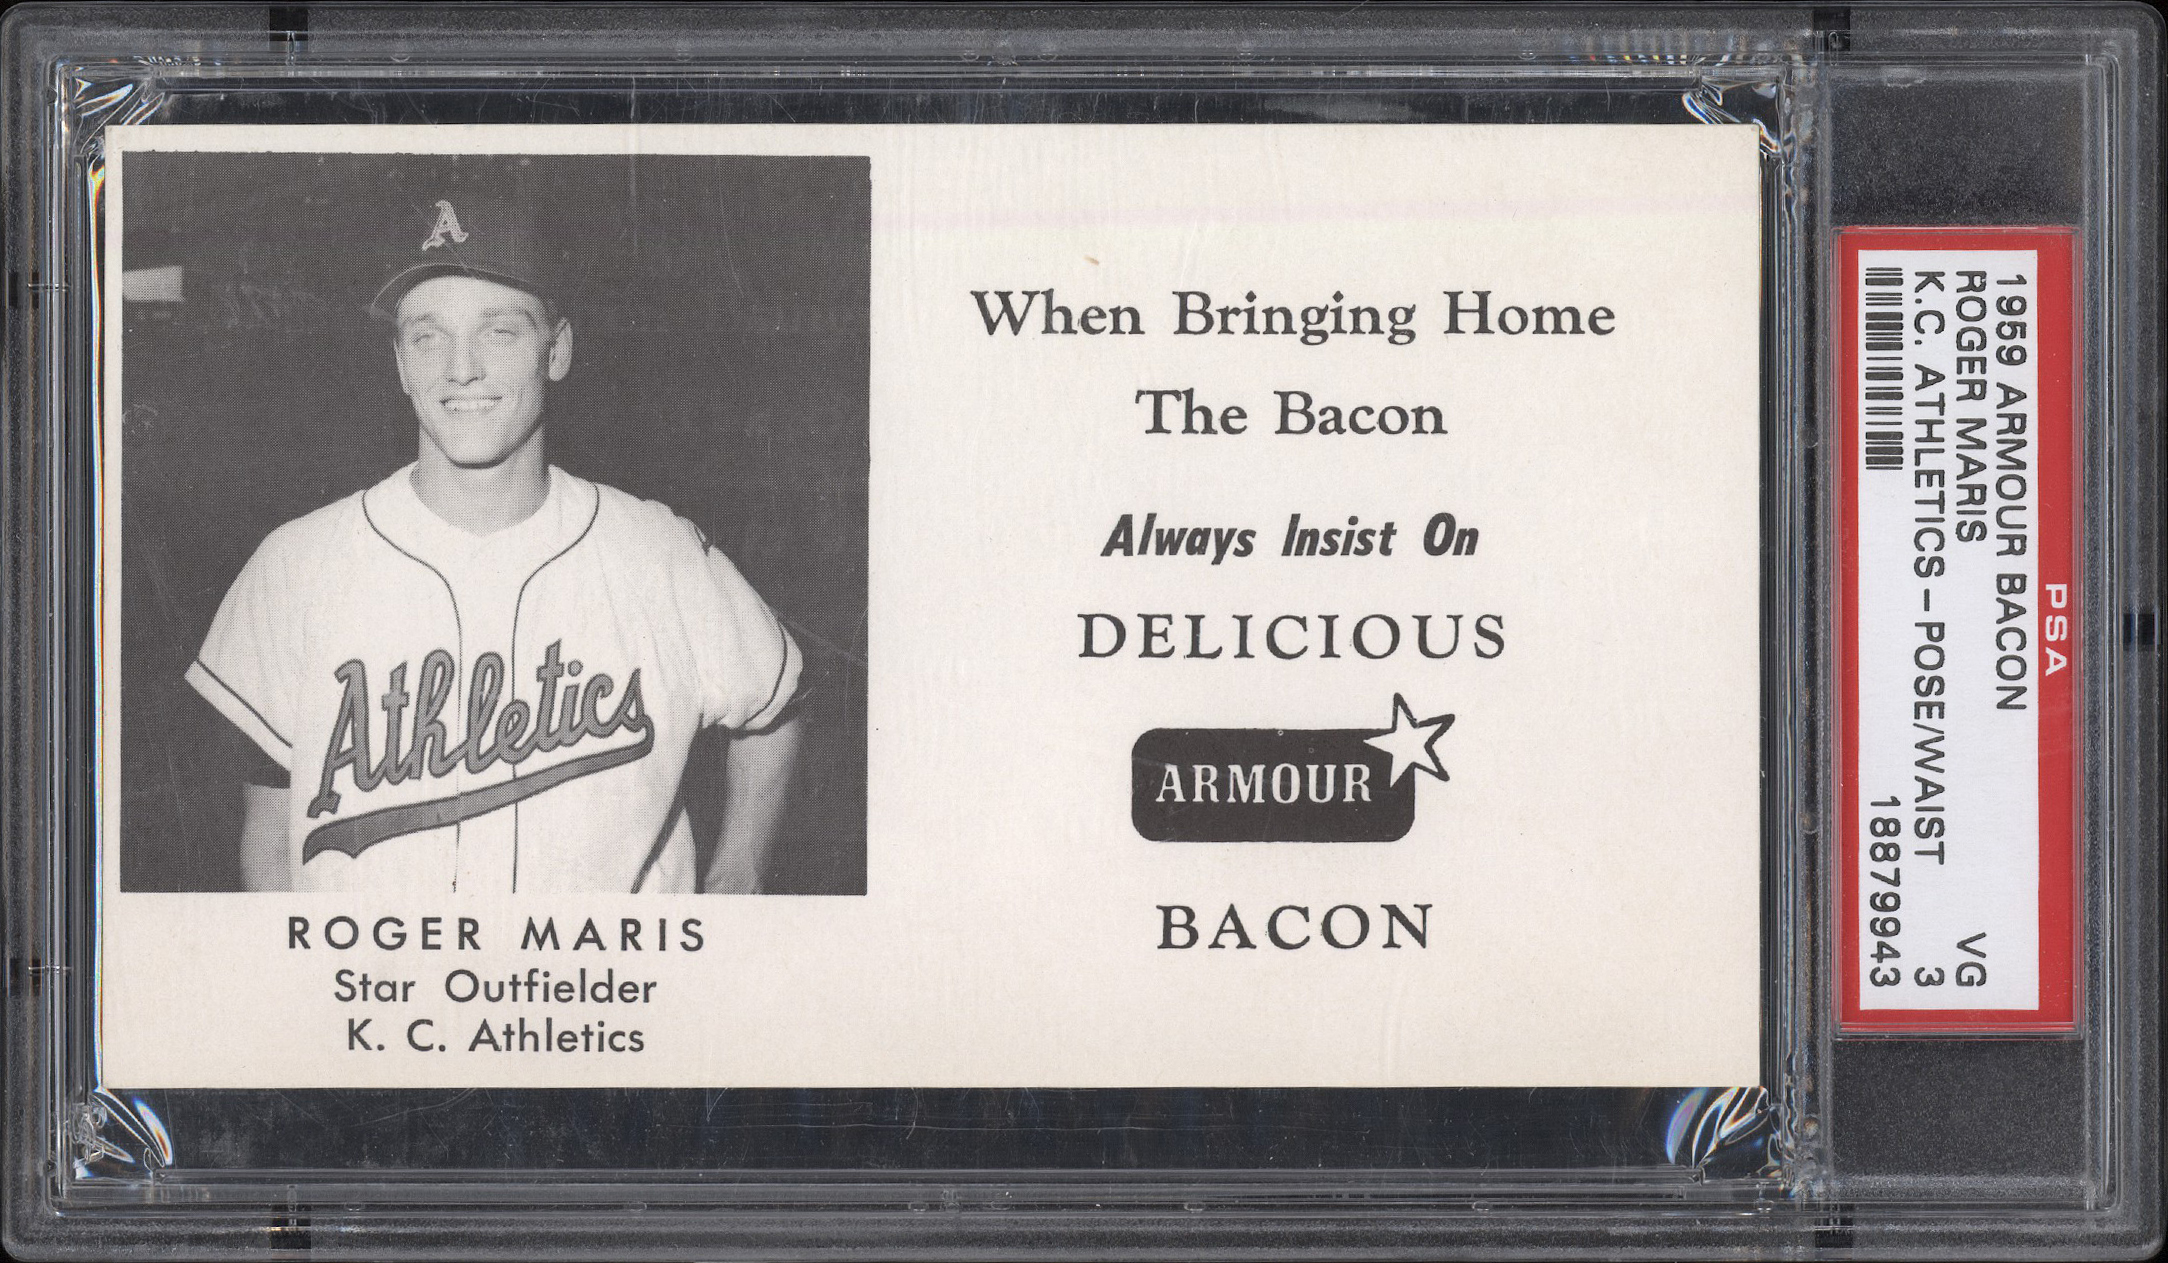 A
Athletics
ROGER MARIS
Star Outfielder
K. C. Athletics
When Bringing Home
The Bacon
Always Insist On
DELICIOUS
ARMOUR
BACON
PSA
1959 ARMOUR BACON
ROGER MARIS VG
K.C. ATHLETICS-POSE/WAIST 3
18879943